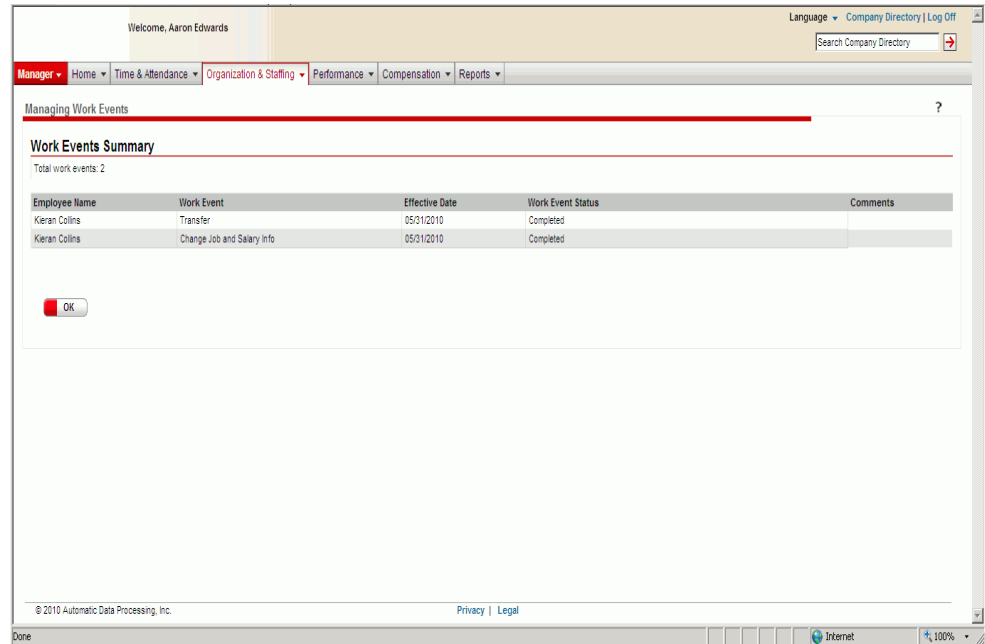 Language Company Directory | Log Off
Welcome, Aaron Edwards
Search Company Directory
Manager Home Time & Attendance Organization & Staffing Performance Compensation Reports
Managing Work Events ?
Work Events Summary
Total work events: 2
Employee Name Work Event Effective Date Work Event Status Comments
Kieran Collins Transfer 05/31/2010 Completed
Kieran Collins Change Job and Salary Info 05/31/2010 Completed
OK
© 2010 Automatic Data Processing, Inc. Privacy | Legal
Done Internet 100%